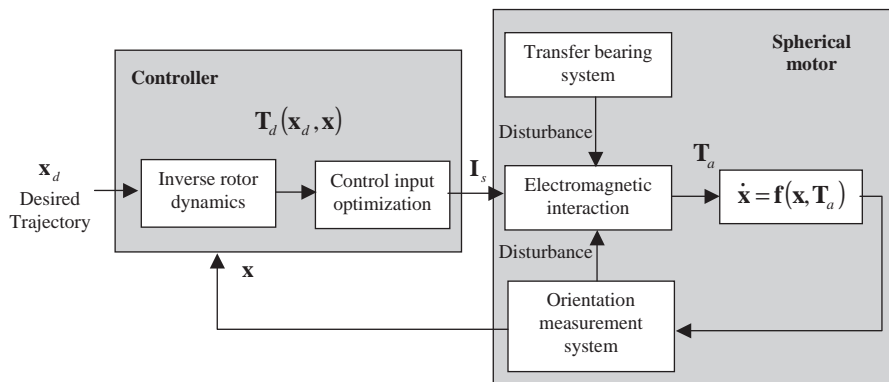 Controller
T_d(x_d, x)
x_d
Desired
Trajectory
Inverse rotor
dynamics
Control input
optimization
I_s
x
Spherical
motor
Transfer bearing
system
Disturbance
Electromagnetic
interaction
T_a
ẋ = f(x, T_a)
Disturbance
Orientation
measurement
system